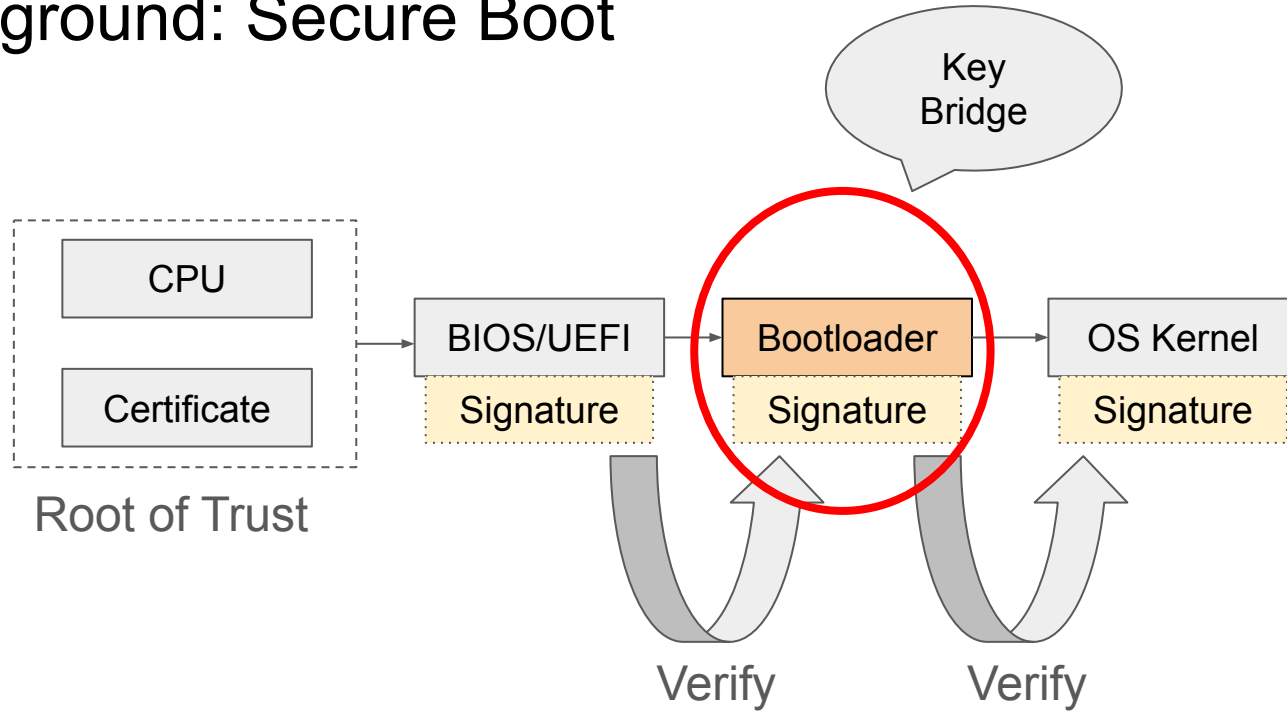 ground: Secure Boot
Key
Bridge
CPU
Certificate
Root of Trust
BIOS/UEFI
Signature
Bootloader
Signature
OS Kernel
Signature
Verify
Verify